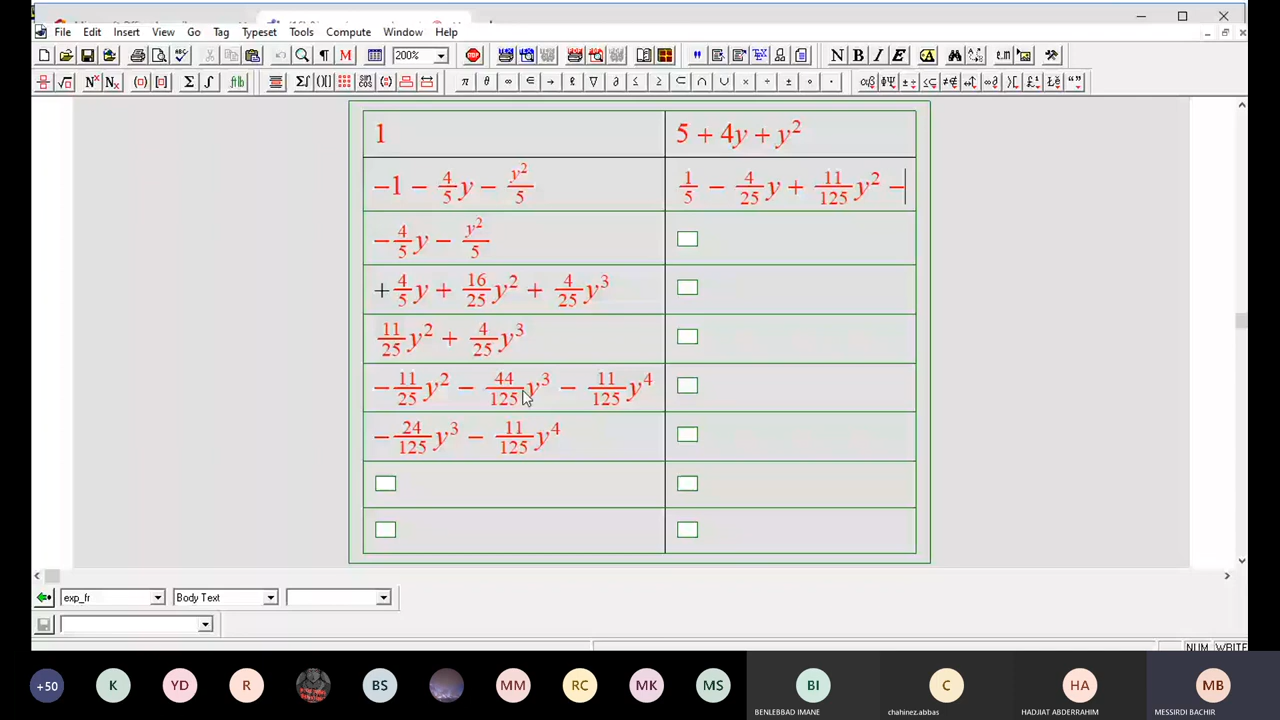 File Edit Insert View Go Tag Typeset Tools Compute Window Help
200%
N B I E
1
5 + 4y + y²
−1 − 4/5 y − y²/5
1/5 − 4/25 y + 11/125 y² −
−4/5 y − y²/5
+4/5 y + 16/25 y² + 4/25 y³
11/25 y² + 4/25 y³
−11/25 y² − 44/125 y³ − 11/125 y⁴
−24/125 y³ − 11/125 y⁴
exp_fr
Body Text
NUM WRITE
+50 K YD R BS MM RC MK MS BI C HA MB
BENLEBBAD IMANE
chahinez.abbas
HADJIAT ABDERRAHIM
MESSIRDI BACHIR